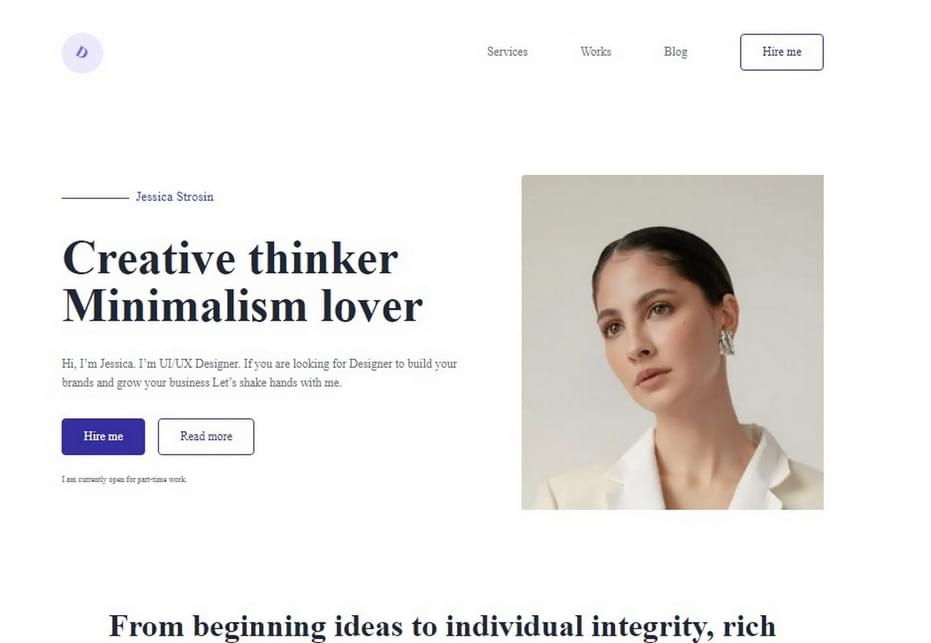 D
Services Works Blog Hire me
Jessica Strosin
Creative thinker
Minimalism lover
Hi, I’m Jessica. I’m UI/UX Designer. If you are looking for Designer to build your
brands and grow your business Let’s shake hands with me.
Hire me Read more
I am currently open for part-time work.
From beginning ideas to individual integrity, rich